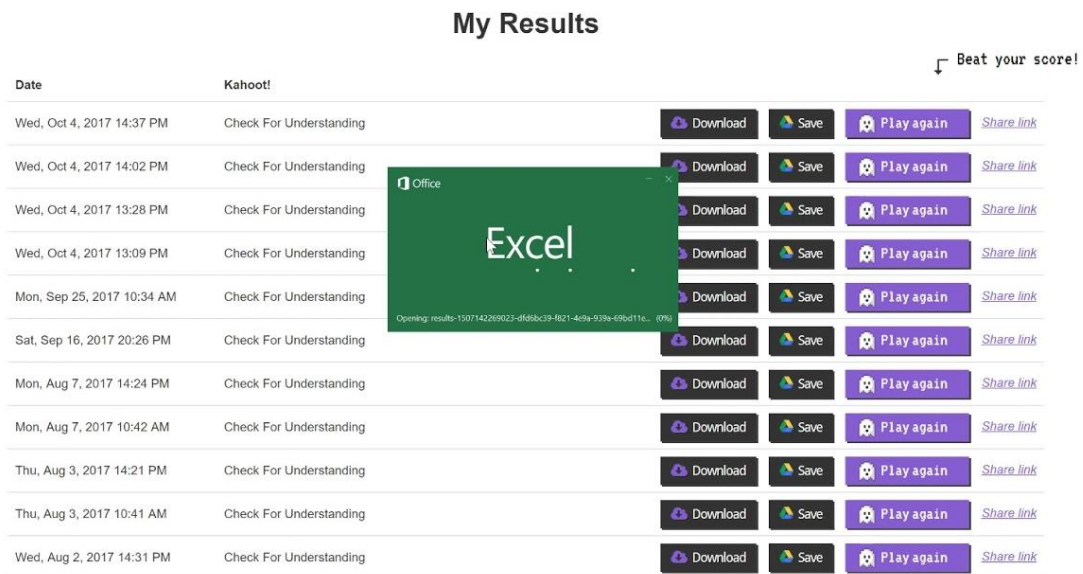 My Results
Beat your score!
Date Kahoot!
Wed, Oct 4, 2017 14:37 PM Check For Understanding Download Save Play again Share link
Wed, Oct 4, 2017 14:02 PM Check For Understanding Download Save Play again Share link
Office
Wed, Oct 4, 2017 13:28 PM Check For Understanding Download Save Play again Share link
Excel
Wed, Oct 4, 2017 13:09 PM Check For Understanding Download Save Play again Share link
Mon, Sep 25, 2017 10:34 AM Check For Understanding Download Save Play again Share link
Opening: results-1507142269023-dfd6bc39-f821-4e9a-939a-69bd11e... (0%)
Sat, Sep 16, 2017 20:26 PM Check For Understanding Download Save Play again Share link
Mon, Aug 7, 2017 14:24 PM Check For Understanding Download Save Play again Share link
Mon, Aug 7, 2017 10:42 AM Check For Understanding Download Save Play again Share link
Thu, Aug 3, 2017 14:21 PM Check For Understanding Download Save Play again Share link
Thu, Aug 3, 2017 10:41 AM Check For Understanding Download Save Play again Share link
Wed, Aug 2, 2017 14:31 PM Check For Understanding Download Save Play again Share link